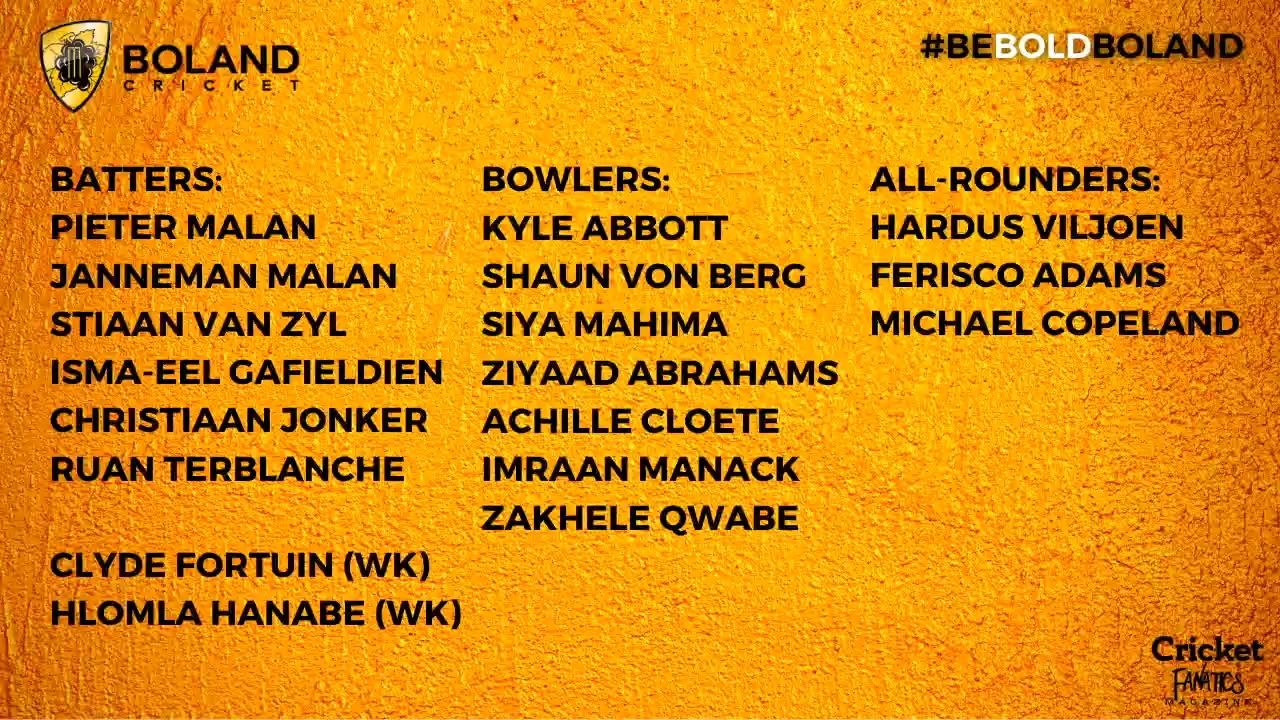 BOLAND
CRICKET
#BEBOLDBOLAND
BATTERS:
PIETER MALAN
JANNEMAN MALAN
STIAAN VAN ZYL
ISMA-EEL GAFIELDIEN
CHRISTIAAN JONKER
RUAN TERBLANCHE
CLYDE FORTUIN (WK)
HLOMLA HANABE (WK)
BOWLERS:
KYLE ABBOTT
SHAUN VON BERG
SIYA MAHIMA
ZIYAAD ABRAHAMS
ACHILLE CLOETE
IMRAAN MANACK
ZAKHELE QWABE
ALL-ROUNDERS:
HARDUS VILJOEN
FERISCO ADAMS
MICHAEL COPELAND
Cricket
FANATICS
MAGAZINE